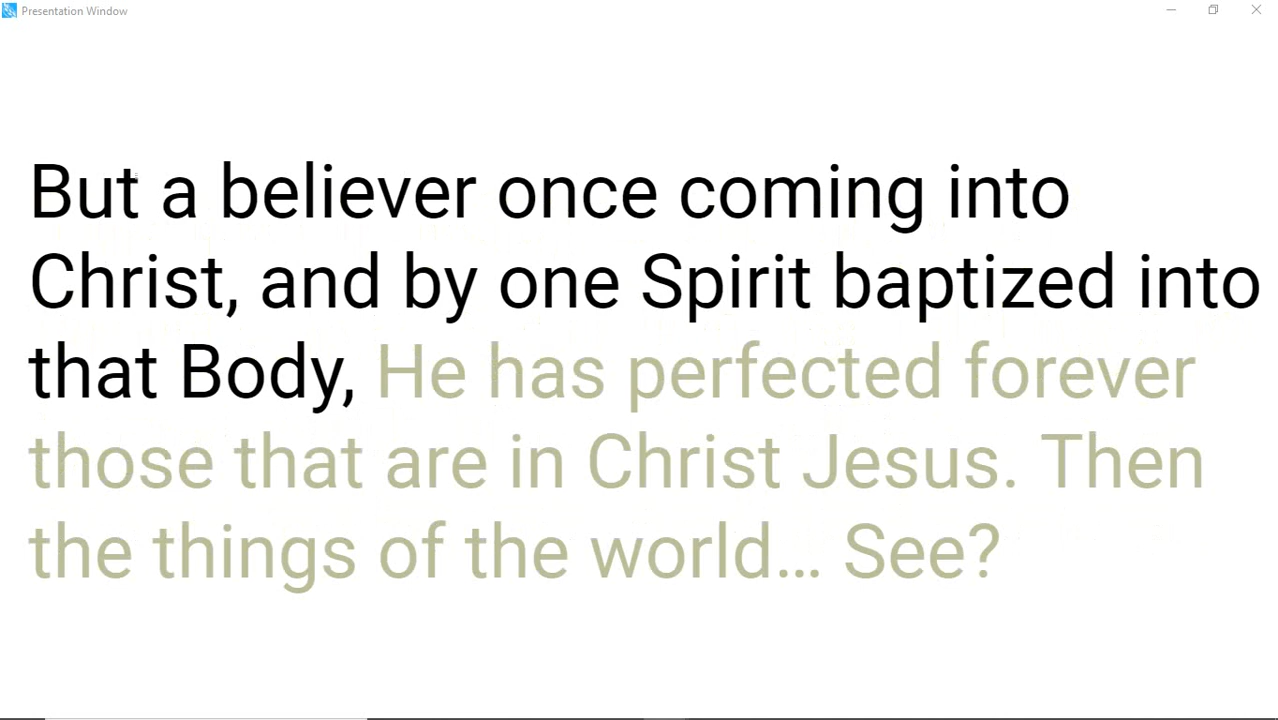 Presentation Window
But a believer once coming into
Christ, and by one Spirit baptized into
that Body, He has perfected forever
those that are in Christ Jesus. Then
the things of the world... See?